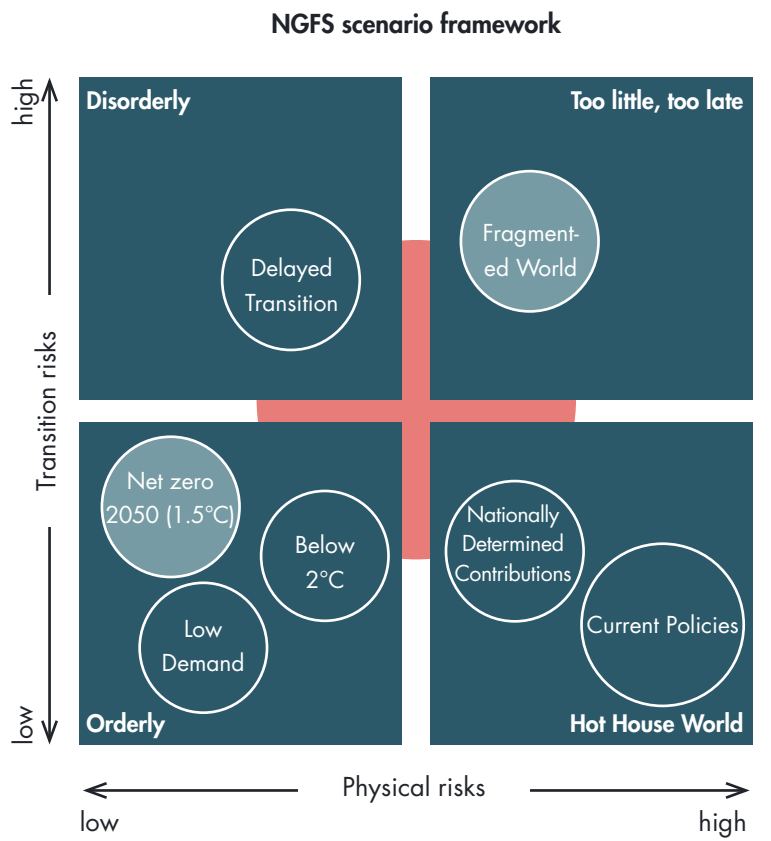 NGFS scenario framework
high
Disorderly
Too little, too late
Fragment-
ed World
Delayed
Transition
Transition risks
Net zero
2050 (1.5°C)
Below
2°C
Nationally
Determined
Contributions
Low
Demand
Current Policies
low
Orderly
Hot House World
Physical risks
low
high